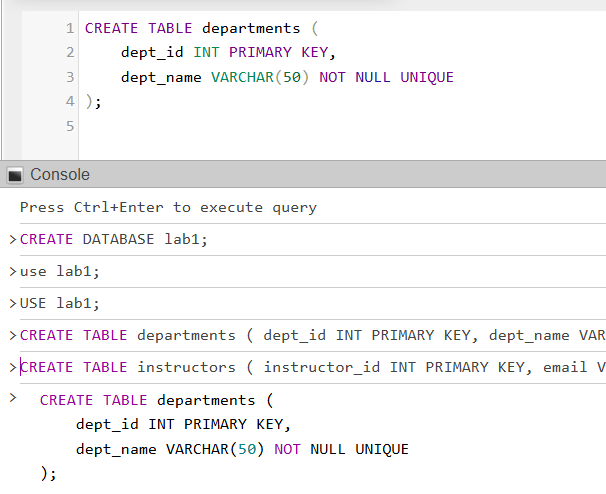 1 CREATE TABLE departments (
2 dept_id INT PRIMARY KEY,
3 dept_name VARCHAR(50) NOT NULL UNIQUE
4 );
5
Console
Press Ctrl+Enter to execute query
>CREATE DATABASE lab1;
>use lab1;
>USE lab1;
>CREATE TABLE departments ( dept_id INT PRIMARY KEY, dept_name VAR
>CREATE TABLE instructors ( instructor_id INT PRIMARY KEY, email V
> CREATE TABLE departments (
dept_id INT PRIMARY KEY,
dept_name VARCHAR(50) NOT NULL UNIQUE
);